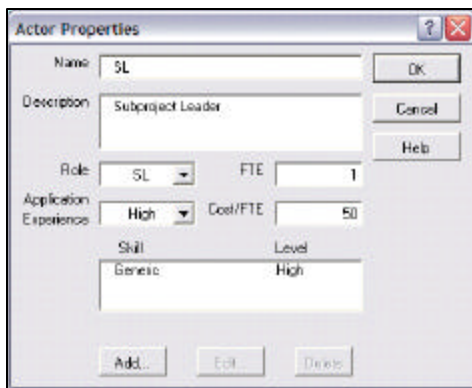 Actor Properties
Name SL OK
Description Subproject Leader Cancel
Help
Role SL FTE 1
Application Experience High Cost/FTE 50
Skill Level
Generic High
Add... Edit... Delete